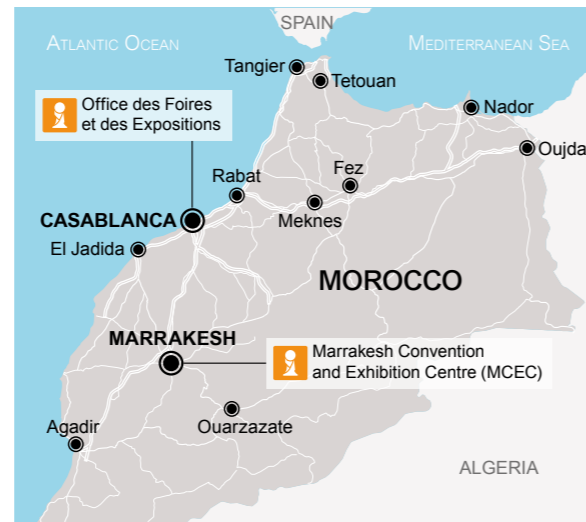 SPAIN
ATLANTIC OCEAN
MEDITERRANEAN SEA
Tangier
Tetouan
Office des Foires
et des Expositions
Nador
Oujda
Fez
Rabat
Meknes
CASABLANCA
El Jadida
MOROCCO
MARRAKESH
Marrakesh Convention
and Exhibition Centre (MCEC)
Ouarzazate
Agadir
ALGERIA